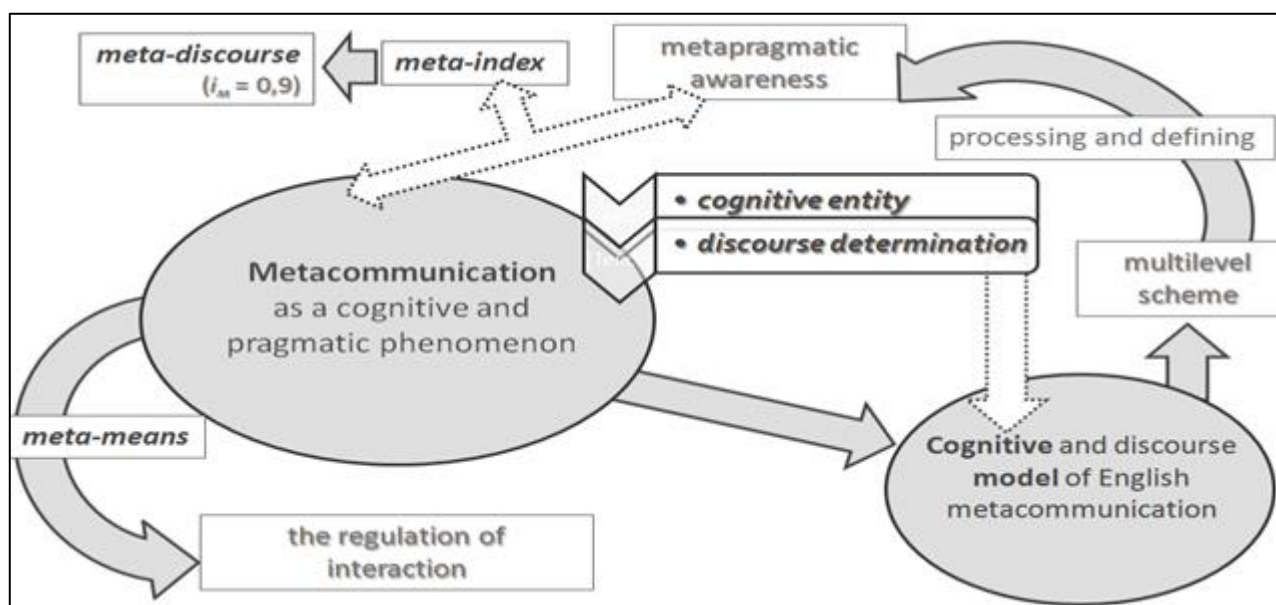 meta-discourse
(iM = 0,9)
meta-index
metapragmatic
awareness
processing and defining
• cognitive entity
• discourse determination
multilevel
scheme
Metacommunication
as a cognitive and
pragmatic phenomenon
meta-means
Cognitive and discourse
model of English
metacommunication
the regulation of
interaction